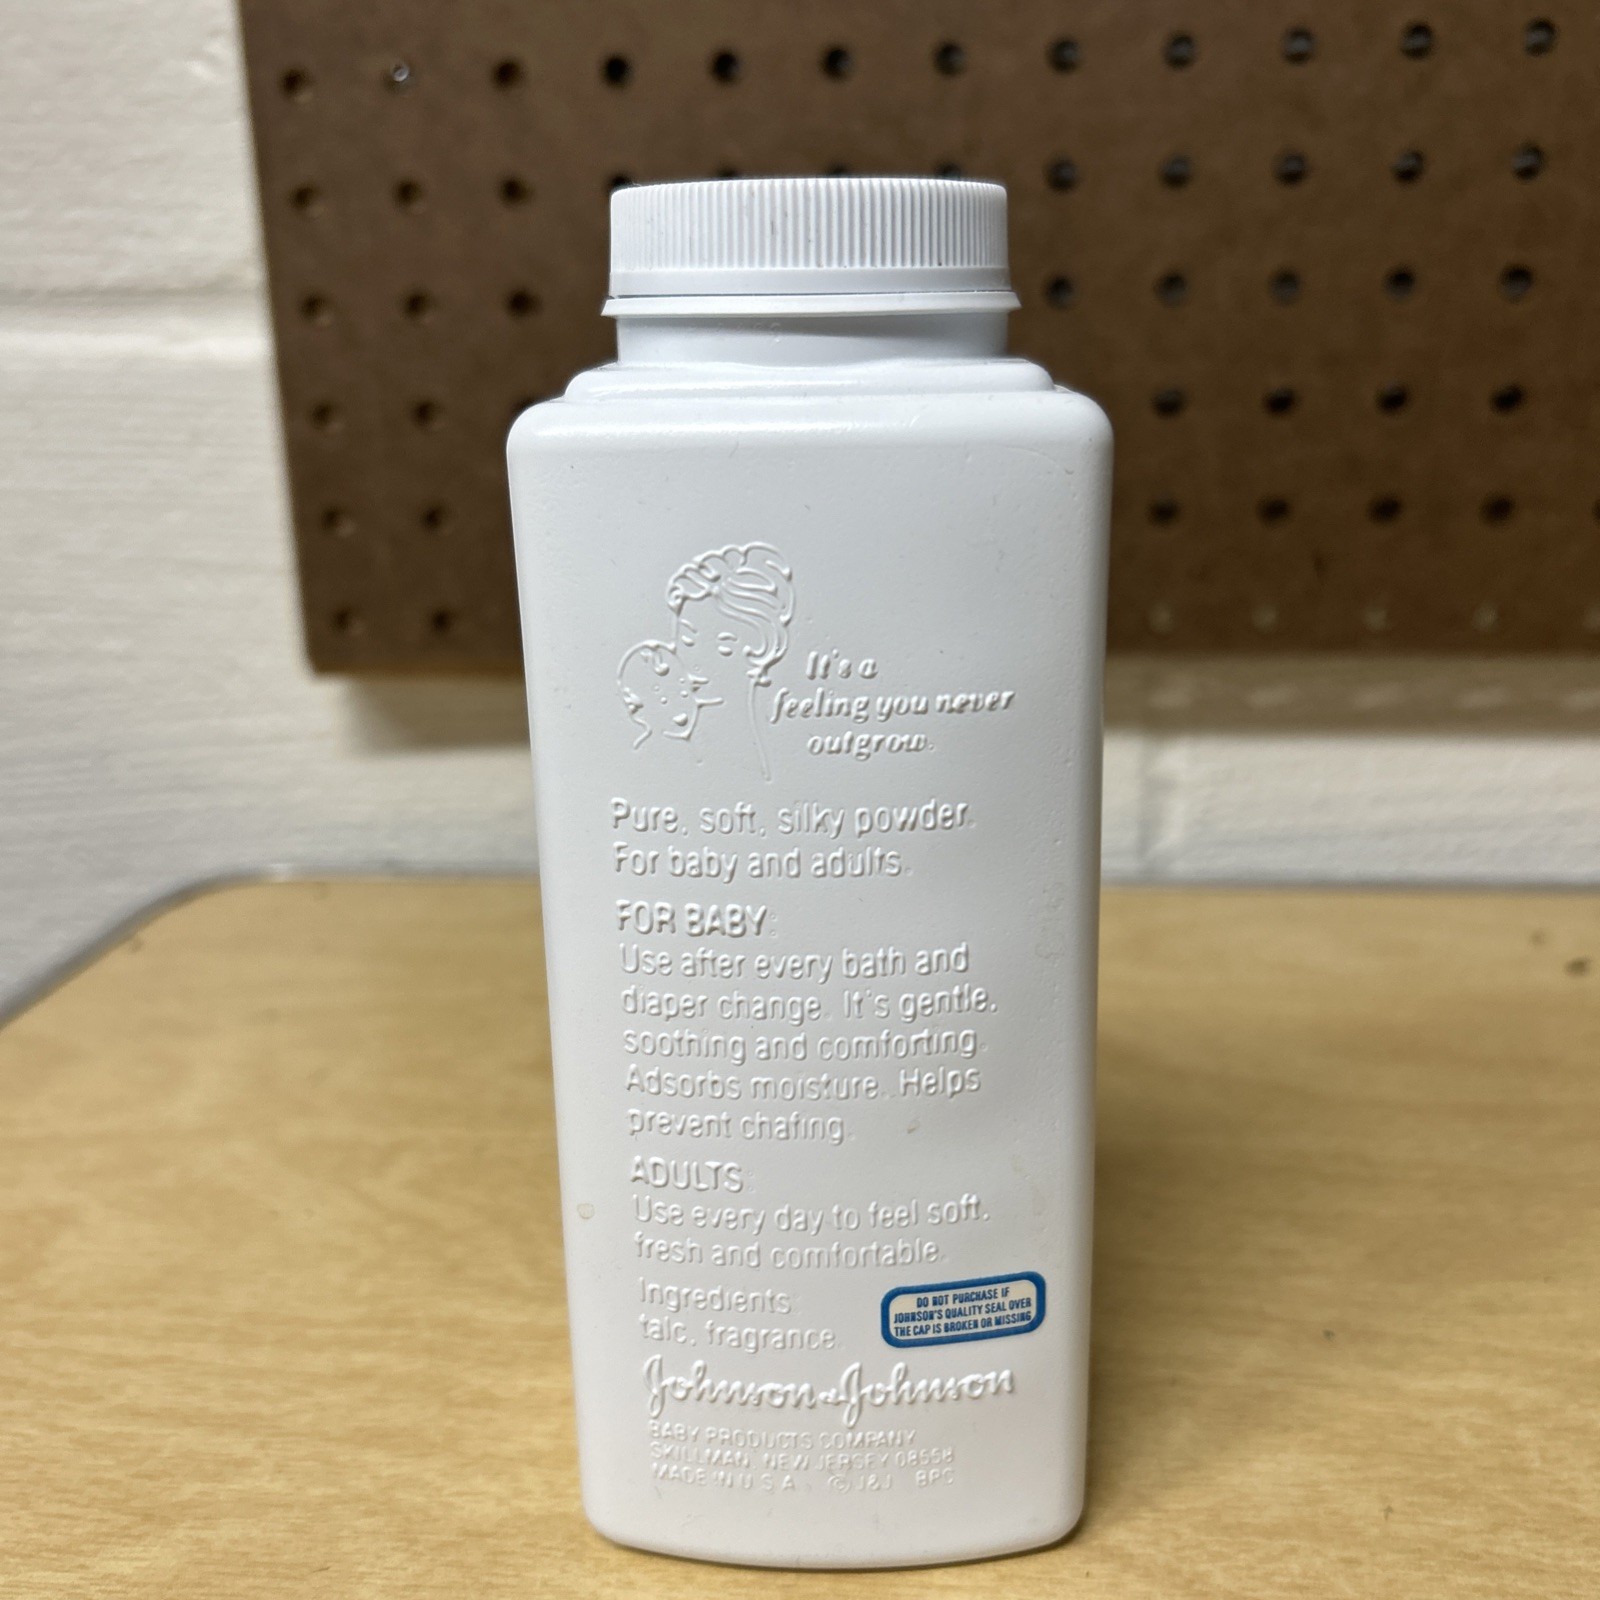 It's a
feeling you never
outgrow.
Pure, soft, silky powder.
For baby and adults.
FOR BABY:
Use after every bath and
diaper change. It's gentle,
soothing and comforting.
Adsorbs moisture. Helps
prevent chafing.
ADULTS:
Use every day to feel soft,
fresh and comfortable.
Ingredients:
talc, fragrance.
DO NOT PURCHASE IF
JOHNSON'S QUALITY SEAL OVER
THE CAP IS BROKEN OR MISSING
Johnson & Johnson
BABY PRODUCTS COMPANY
SKILLMAN, NEW JERSEY 08558
MADE IN U.S.A. © J&J BPC